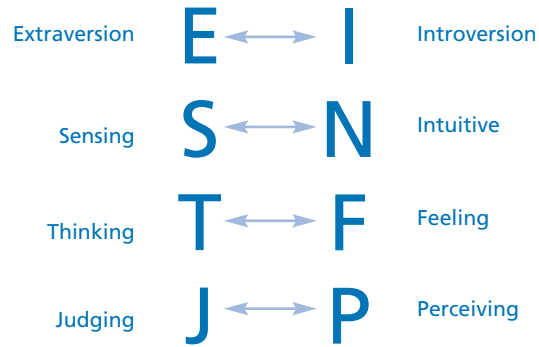 Extraversion E I Introversion
Sensing S N Intuitive
Thinking T F Feeling
Judging J P Perceiving